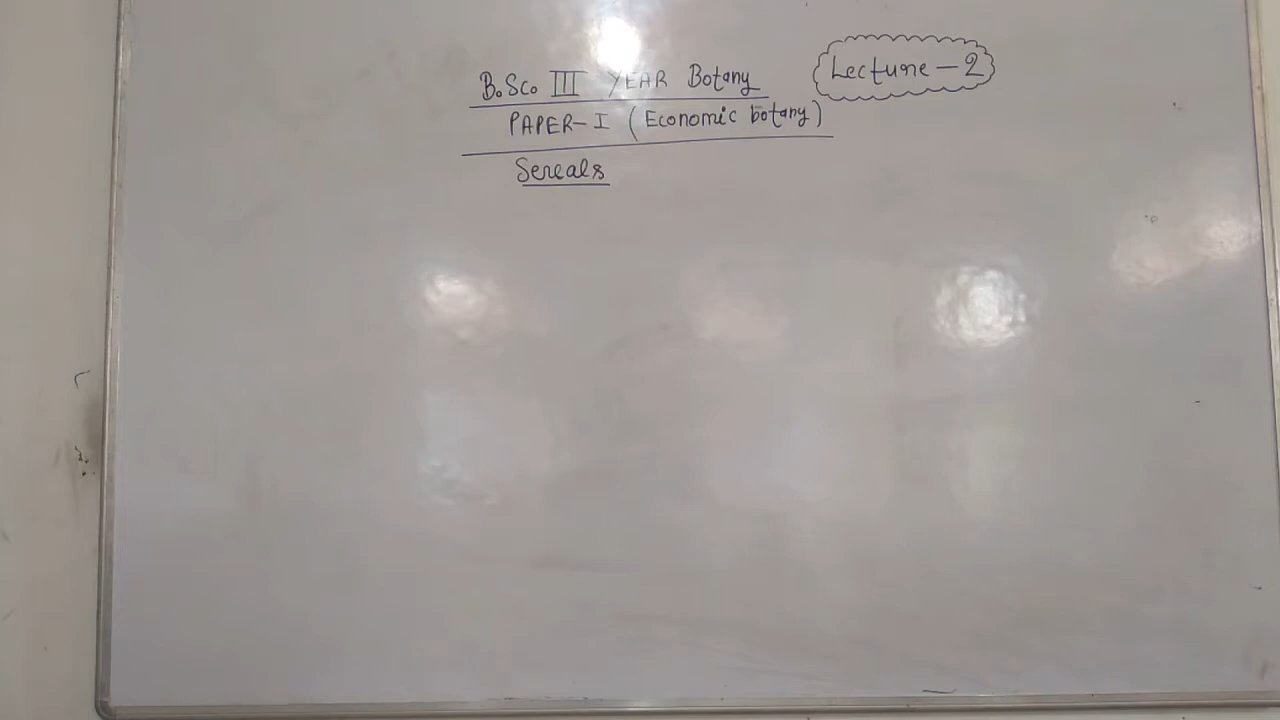 B.Sc. III YEAR Botany
Lecture - 2
PAPER - I (Economic botany)
Sereals